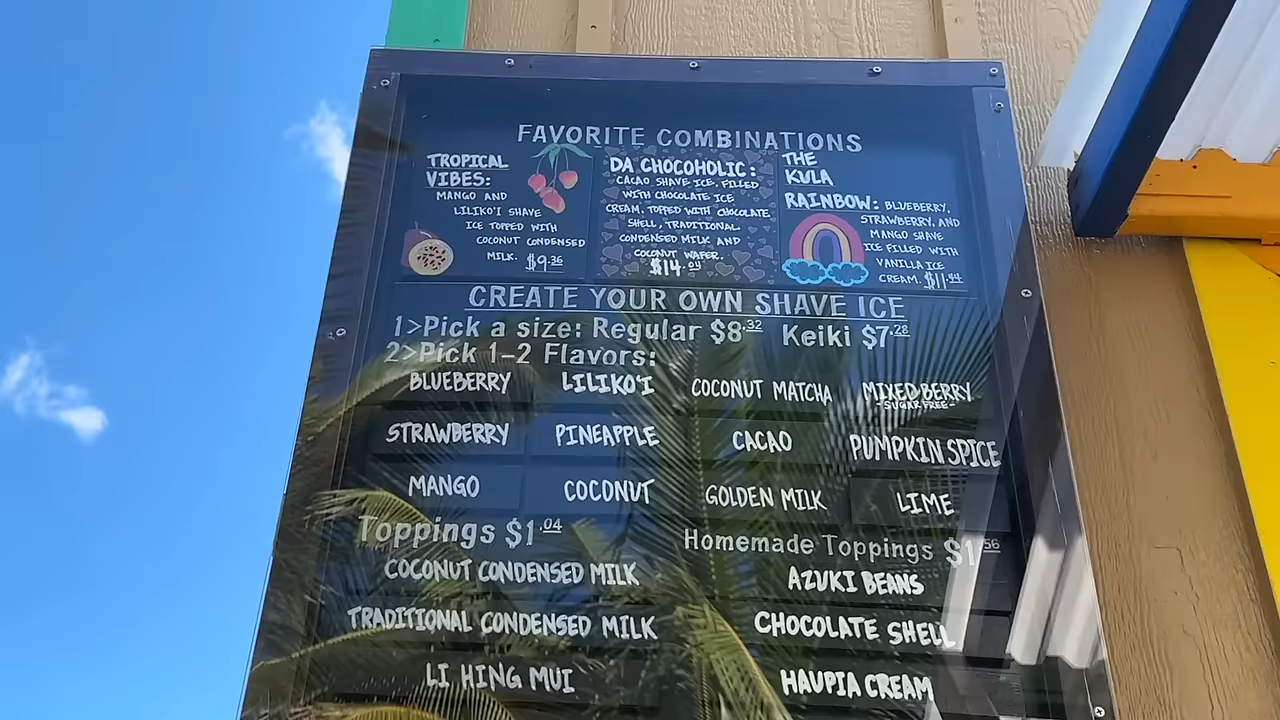 FAVORITE COMBINATIONS
TROPICAL
VIBES:
MANGO AND
LILIKO'I SHAVE
ICE TOPPED WITH
COCONUT CONDENSED
MILK. $9.36
DA CHOCOHOLIC:
CACAO SHAVE ICE, FILLED
WITH CHOCOLATE ICE
CREAM, TOPPED WITH CHOCOLATE
SHELL, TRADITIONAL
CONDENSED MILK AND
COCONUT WAFER.
$14.04
THE
KULA
RAINBOW: BLUEBERRY,
STRAWBERRY, AND
MANGO SHAVE
ICE FILLED WITH
VANILLA ICE
CREAM. $11.44
CREATE YOUR OWN SHAVE ICE
1>Pick a size: Regular $8.32 Keiki $7.28
2>Pick 1-2 Flavors:
BLUEBERRY LILIKO'I COCONUT MATCHA MIXED BERRY
-SUGAR FREE-
STRAWBERRY PINEAPPLE CACAO PUMPKIN SPICE
MANGO COCONUT GOLDEN MILK LIME
Toppings $1.04
COCONUT CONDENSED MILK
TRADITIONAL CONDENSED MILK
LI HING MUI
Homemade Toppings $1.56
AZUKI BEANS
CHOCOLATE SHELL
HAUPIA CREAM